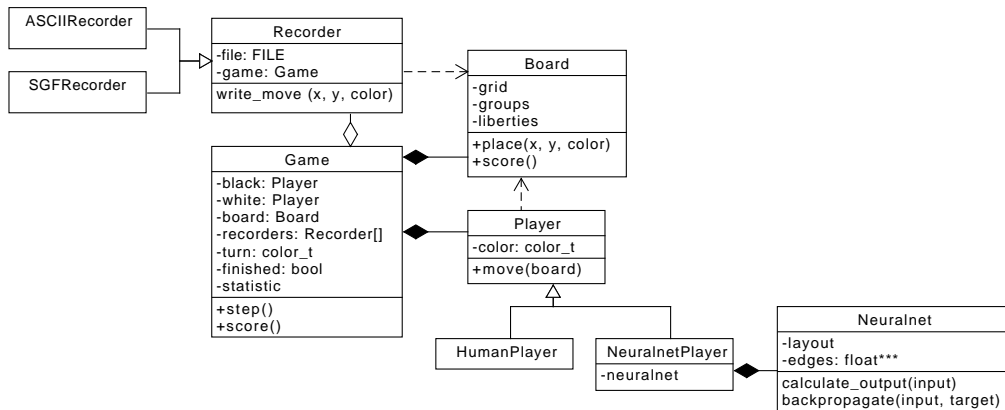 ASCIIRecorder
SGFRecorder
Recorder
-file: FILE
-game: Game
write_move (x, y, color)
Board
-grid
-groups
-liberties
+place(x, y, color)
+score()
Game
-black: Player
-white: Player
-board: Board
-recorders: Recorder[]
-turn: color_t
-finished: bool
-statistic
+step()
+score()
Player
-color: color_t
+move(board)
HumanPlayer
NeuralnetPlayer
-neuralnet
Neuralnet
-layout
-edges: float***
calculate_output(input)
backpropagate(input, target)